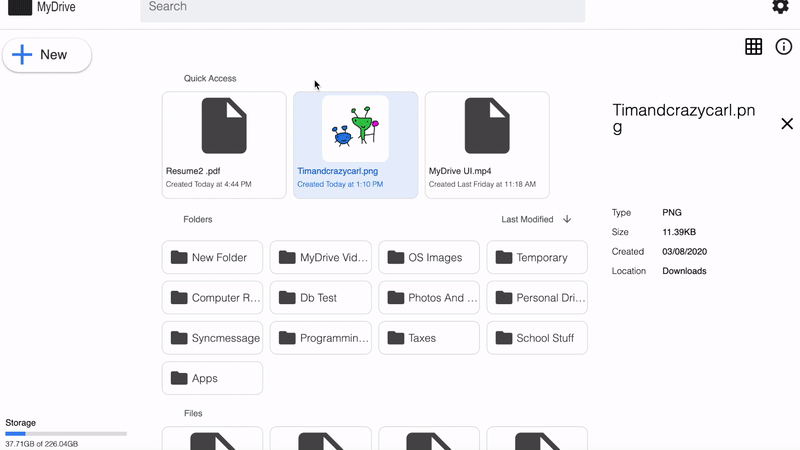 MyDrive
Search
New
Quick Access
Resume2 .pdf
Created Today at 4:44 PM
Timandcrazycarl.png
Created Today at 1:10 PM
MyDrive UI.mp4
Created Last Friday at 11:18 AM
Folders
Last Modified
New Folder
MyDrive Vid...
OS Images
Temporary
Computer R...
Db Test
Photos And ...
Personal Dri...
Syncmessage
Programmin...
Taxes
School Stuff
Apps
Files
Timandcrazycarl.pn
g
Type PNG
Size 11.39KB
Created 03/08/2020
Location Downloads
Storage
37.71GB of 226.04GB